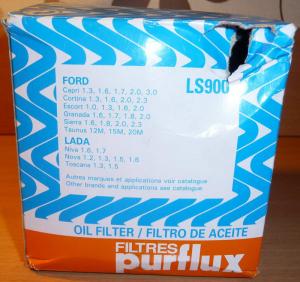 FORD
LS900
Capri 1.3, 1.6, 1.7, 2.0, 3.0
Cortina 1.3, 1.6, 2.0, 2.3
Escort 1.0, 1.3, 1.6, 2.0
Granada 1.6, 1.7, 1.8, 2.0
Sierra 1.6, 1.8, 2.0, 2.3
Taunus 12M, 15M, 20M
LADA
Niva 1.6, 1.7
Nova 1.2, 1.3, 1.5, 1.6
Toscana 1.3, 1.5
Autres marques et applications voir catalogue
Other brands and applications see catalogue
OIL FILTER / FILTRO DE ACEITE
FILTRES
purflux